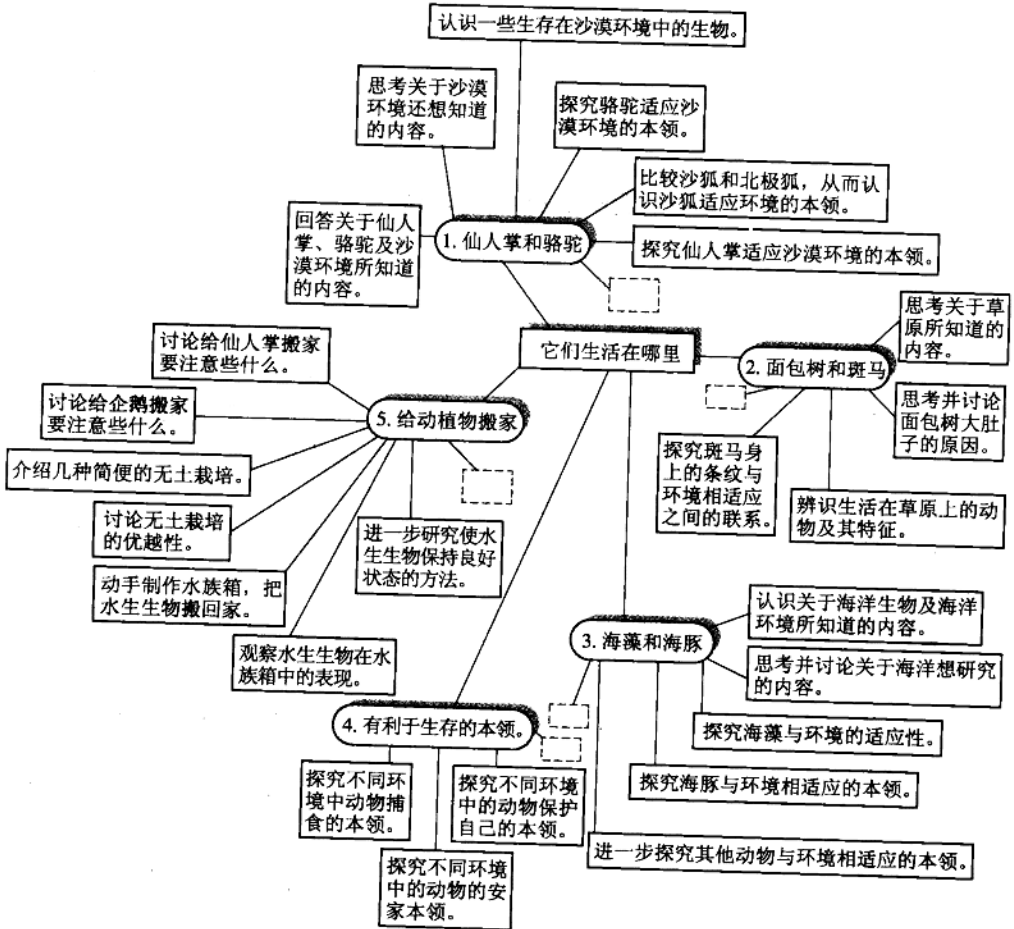 认识一些生存在沙漠环境中的生物。
思考关于沙漠
环境还想知道
的内容。
探究骆驼适应沙
漠环境的本领。
比较沙狐和北极狐，从而认
识沙狐适应环境的本领。
回答关于仙人
掌、骆驼及沙
漠环境所知道
的内容。
1. 仙人掌和骆驼
探究仙人掌适应沙漠环境的本领。
它们生活在哪里
思考关于草
原所知道的
内容。
2. 面包树和斑马
思考并讨论
面包树大肚
子的原因。
探究斑马身
上的条纹与
环境相适应
之间的联系。
辨识生活在草原上的动
物及其特征。
讨论给仙人掌搬家
要注意些什么。
讨论给企鹅搬家
要注意些什么。
5. 给动植物搬家
介绍几种简便的无土栽培。
讨论无土栽培
的优越性。
进一步研究使水
生生物保持良好
状态的方法。
动手制作水族箱，把
水生生物搬回家。
观察水生生物在水
族箱中的表现。
3. 海藻和海豚
认识关于海洋生物及海洋
环境所知道的内容。
思考并讨论关于海洋想研究
的内容。
探究海藻与环境的适应性。
探究海豚与环境相适应的本领。
进一步探究其他动物与环境相适应的本领。
4. 有利于生存的本领。
探究不同环
境中动物捕
食的本领。
探究不同环境
中的动物保护
自己的本领。
探究不同环境
中的动物的安
家本领。